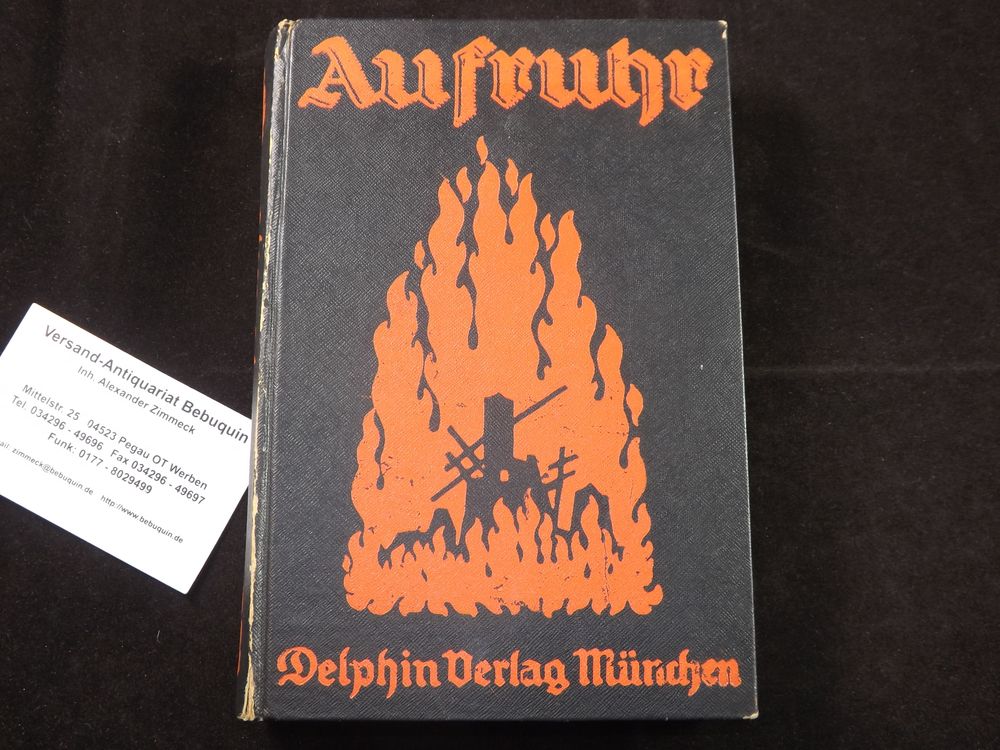 Aufruhr
Delphin Verlag München
Versand-Antiquariat Bebuquin
Inh. Alexander Zimmeck
Mittelstr. 25 04523 Pegau OT Werben
Tel. 034296 - 49696 Fax 034296 - 49697
Funk: 0177 - 8029499
zimmeck@bebuquin.de http://www.bebuquin.de